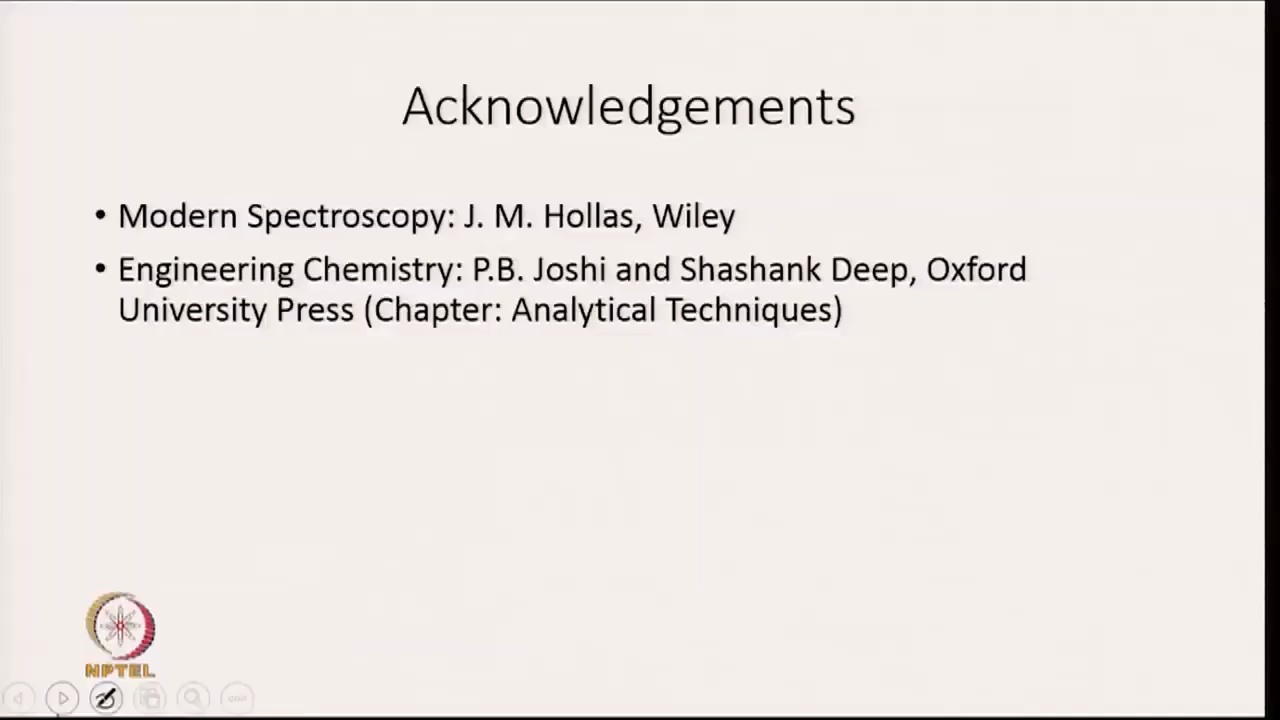 Acknowledgements
• Modern Spectroscopy: J. M. Hollas, Wiley
• Engineering Chemistry: P.B. Joshi and Shashank Deep, Oxford
University Press (Chapter: Analytical Techniques)
NPTEL